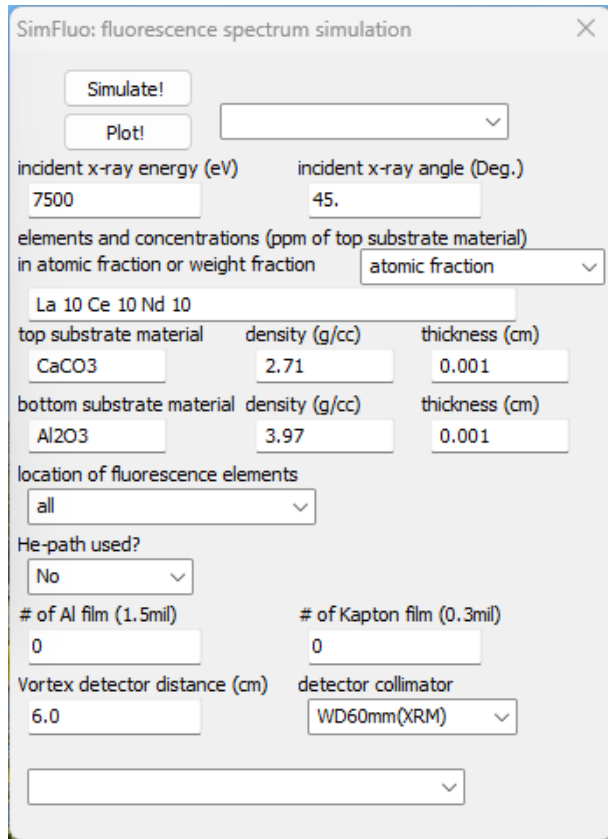 SimFluo: fluorescence spectrum simulation
Simulate!
Plot!
incident x-ray energy (eV) incident x-ray angle (Deg.)
7500 45.
elements and concentrations (ppm of top substrate material)
in atomic fraction or weight fraction atomic fraction
La 10 Ce 10 Nd 10
top substrate material density (g/cc) thickness (cm)
CaCO3 2.71 0.001
bottom substrate material density (g/cc) thickness (cm)
Al2O3 3.97 0.001
location of fluorescence elements
all
He-path used?
No
# of Al film (1.5mil) # of Kapton film (0.3mil)
0 0
Vortex detector distance (cm) detector collimator
6.0 WD60mm(XRM)